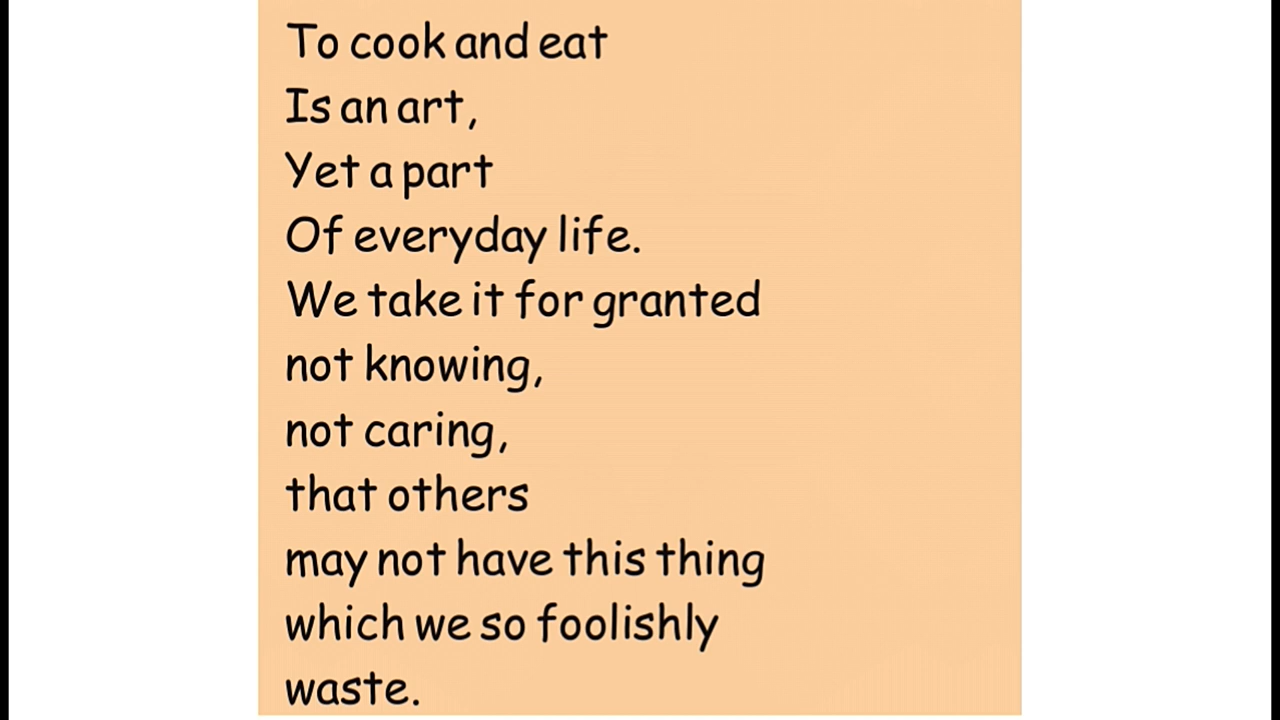 To cook and eat
Is an art,
Yet a part
Of everyday life.
We take it for granted
not knowing,
not caring,
that others
may not have this thing
which we so foolishly
waste.